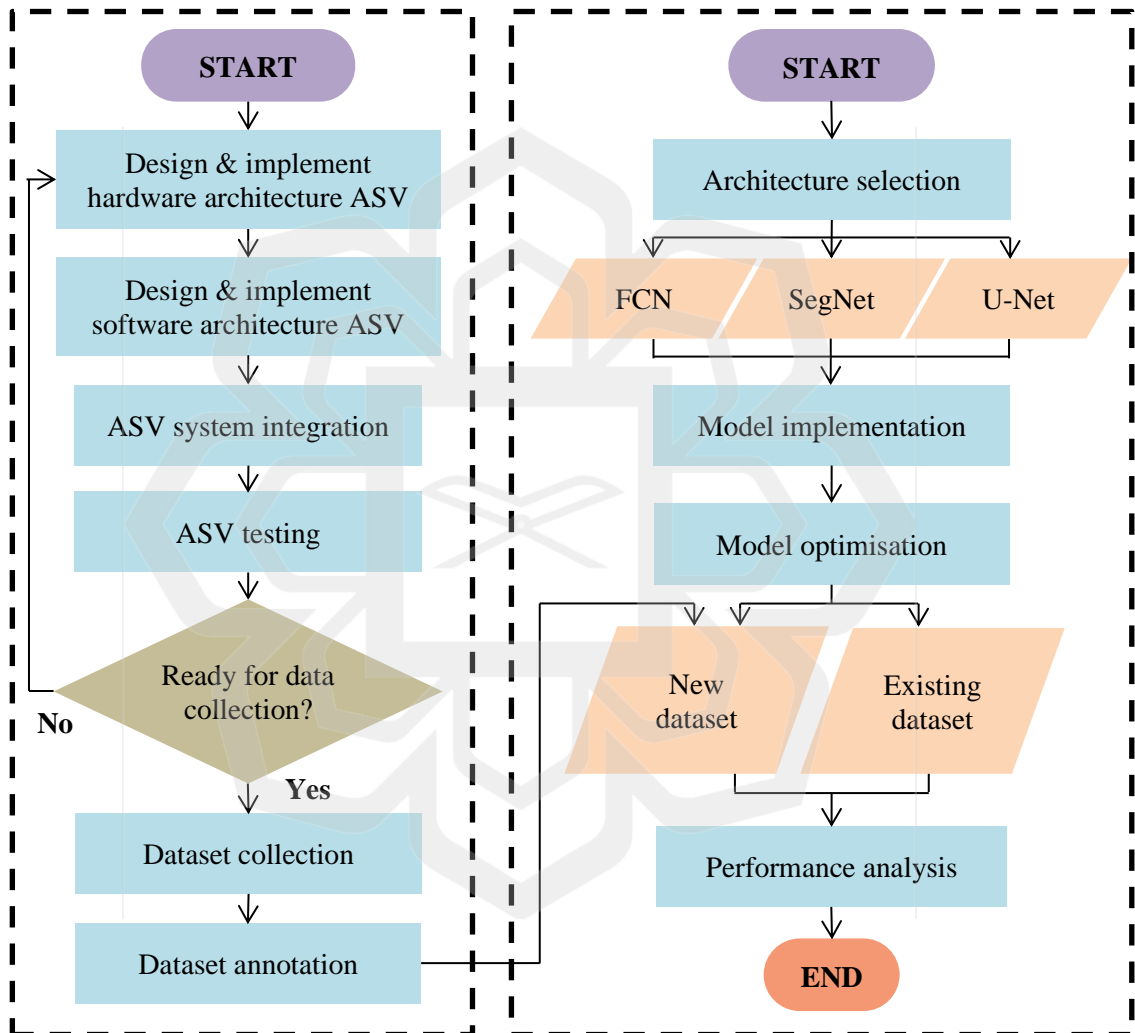 START
Design & implement
hardware architecture ASV
Design & implement
software architecture ASV
ASV system integration
ASV testing
Ready for data
collection?
No
Yes
Dataset collection
Dataset annotation
START
Architecture selection
FCN
SegNet
U-Net
Model implementation
Model optimisation
New
dataset
Existing
dataset
Performance analysis
END